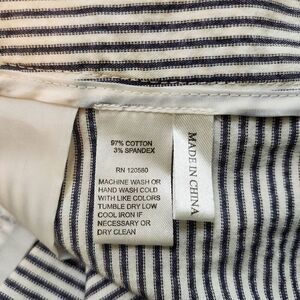 97% COTTON
3% SPANDEX
RN 120580
MACHINE WASH OR
HAND WASH COLD
WITH LIKE COLORS
TUMBLE DRY LOW
COOL IRON IF
NECESSARY OR
DRY CLEAN
MADE IN CHINA